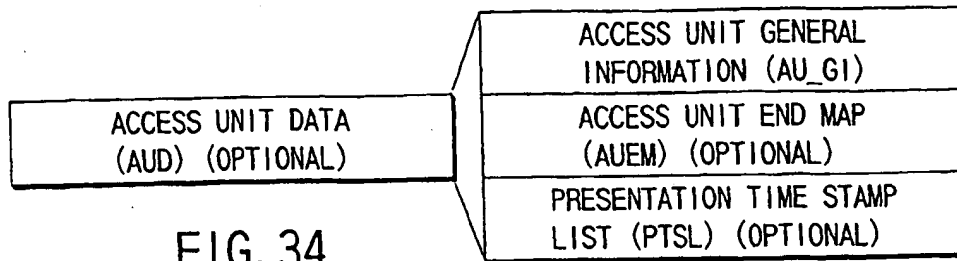 ACCESS UNIT DATA
(AUD) (OPTIONAL)
ACCESS UNIT GENERAL
INFORMATION (AU_GI)
ACCESS UNIT END MAP
(AUEM) (OPTIONAL)
PRESENTATION TIME STAMP
LIST (PTSL) (OPTIONAL)
FIG. 34